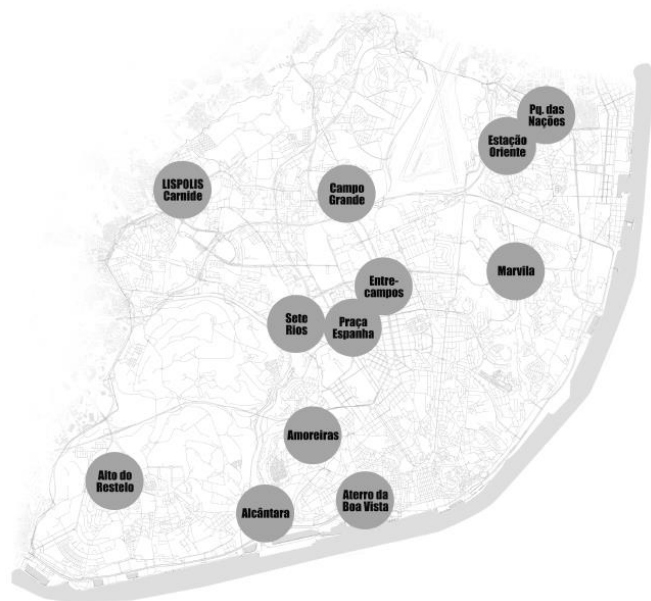 Pq. das
Nações
Estação
Oriente
LISPOLIS
Carnide
Campo
Grande
Marvila
Entre-
campos
Sete
Rios
Praça
Espanha
Amoreiras
Alto do
Restelo
Alcântara
Aterro da
Boa Vista